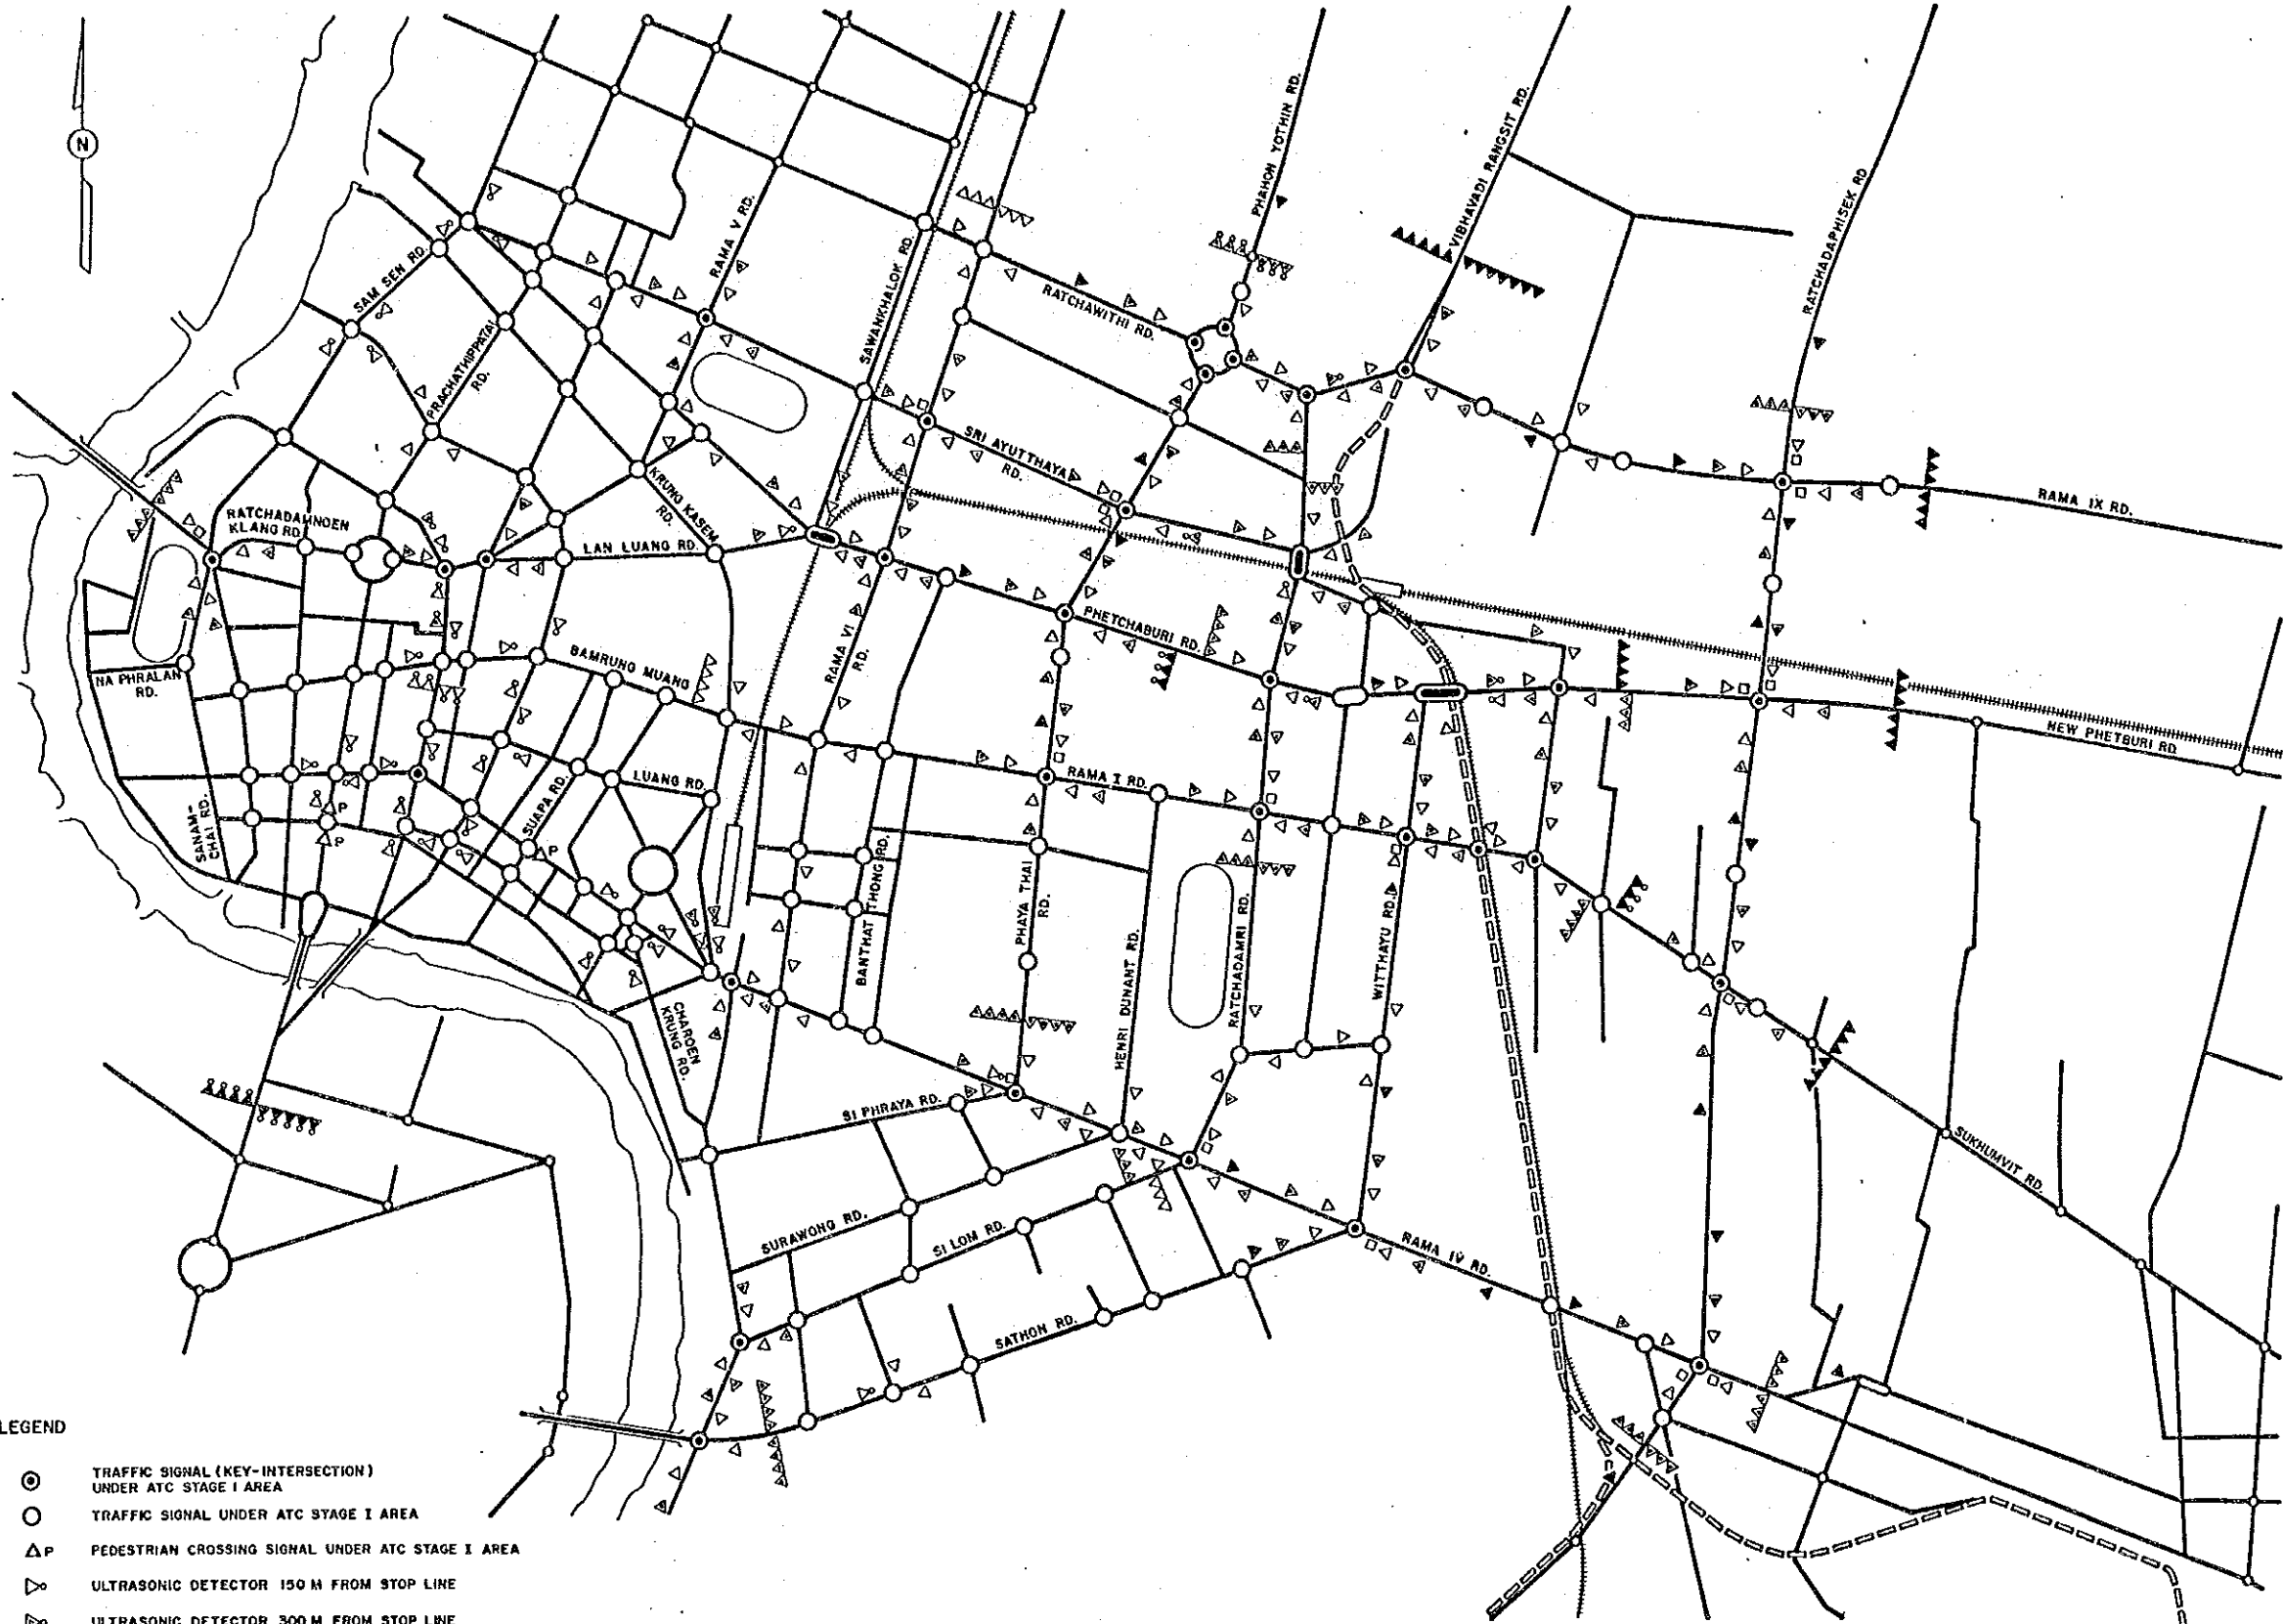 N
PHAHON YOTHIN RD.
VIBHAVADI RANGSIT RD.
RATCHADAPHISEK RD
RAMA V RD.
SAWANKHALOK RD.
SAM SEN RD.
RATCHAWITHI RD.
PRACHATHIPPATAI
RD.
SRI AYUTTHAYA
RD.
KRUNG KASEM
RD.
RAMA IX RD.
RATCHADAMNOEN
KLANG RD.
LAN LUANG RD.
PHETCHABURI RD.
RAMA VI
RD.
BAMRUNG MUANG
NA PHRALAN
RD.
NEW PHETBURI RD.
LUANG RD.
RAMA I RD.
SUAPA RD.
SANAM-
CHAI RD.
P
P
P
BANTHAT THONG RD.
PHAYA THAI
RD.
HENRI DUNANT RD.
RATCHADAMRI RD.
WITTHAYU RD.
CHAROEN
KRUNG RD.
SI PHRAYA RD.
SUKHUMVIT RD.
SURAWONG RD.
SI LOM RD.
RAMA IV RD.
SATHON RD.
LEGEND
TRAFFIC SIGNAL (KEY-INTERSECTION)
UNDER ATC STAGE I AREA
TRAFFIC SIGNAL UNDER ATC STAGE I AREA
P PEDESTRIAN CROSSING SIGNAL UNDER ATC STAGE I AREA
ULTRASONIC DETECTOR 150 M FROM STOP LINE
ULTRASONIC DETECTOR 300 M FROM STOP LINE